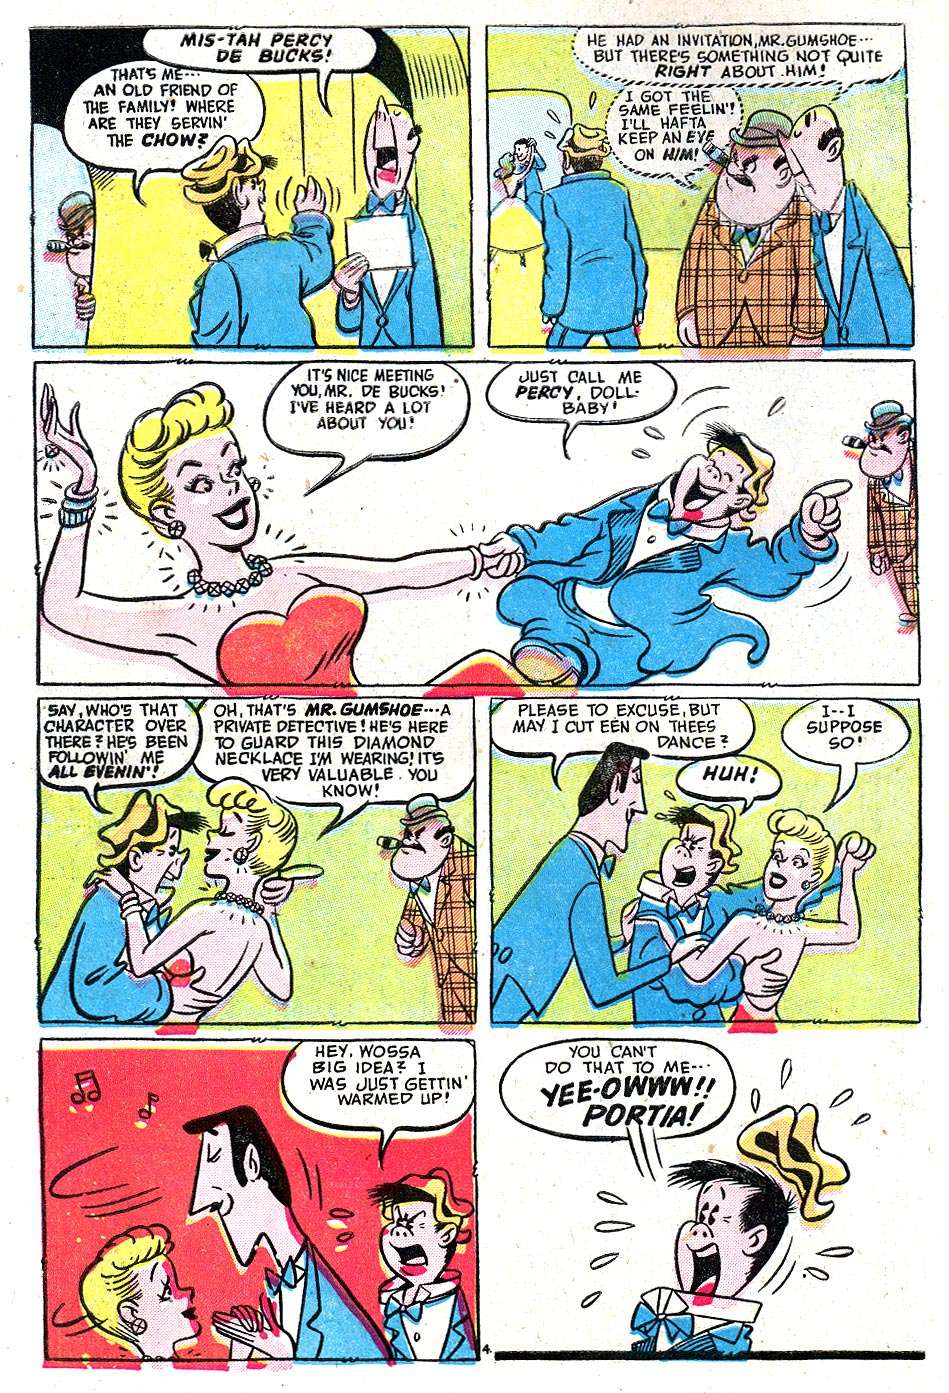 MIS-TAH PERCY
DE BUCKS!
THAT'S ME---
AN OLD FRIEND OF
THE FAMILY! WHERE
ARE THEY SERVIN'
THE CHOW?
HE HAD AN INVITATION, MR. GUMSHOE---
BUT THERE'S SOMETHING NOT QUITE
RIGHT ABOUT HIM!
I GOT THE
SAME FEELIN'!
I'LL HAFTA
KEEP AN EYE
ON HIM!
IT'S NICE MEETING
YOU, MR. DE BUCKS!
I'VE HEARD A LOT
ABOUT YOU!
JUST CALL ME
PERCY, DOLL-
BABY!
SAY, WHO'S THAT
CHARACTER OVER
THERE? HE'S BEEN
FOLLOWIN' ME
ALL EVENIN'!
OH, THAT'S MR. GUMSHOE---A
PRIVATE DETECTIVE! HE'S HERE
TO GUARD THIS DIAMOND
NECKLACE I'M WEARING! IT'S
VERY VALUABLE. YOU
KNOW!
PLEASE TO EXCUSE, BUT
MAY I CUT EEN ON THEES
DANCE?
HUH!
I--I
SUPPOSE
SO!
HEY, WOSSA
BIG IDEA? I
WAS JUST GETTIN'
WARMED UP!
YOU CAN'T
DO THAT TO ME---
YEE-OWWW!!
PORTIA!
4.